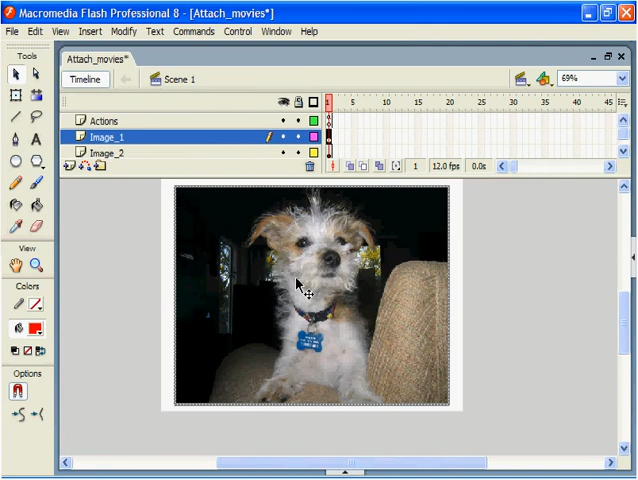 Macromedia Flash Professional 8 - [Attach_movies*]
File Edit View Insert Modify Text Commands Control Window Help
Tools
Attach_movies*
Timeline
Scene 1
69%
1 5 10 15 20 25 30 35 40 45
Actions
Image_1
Image_2
1 12.0 fps 0.0s
View
Colors
Options